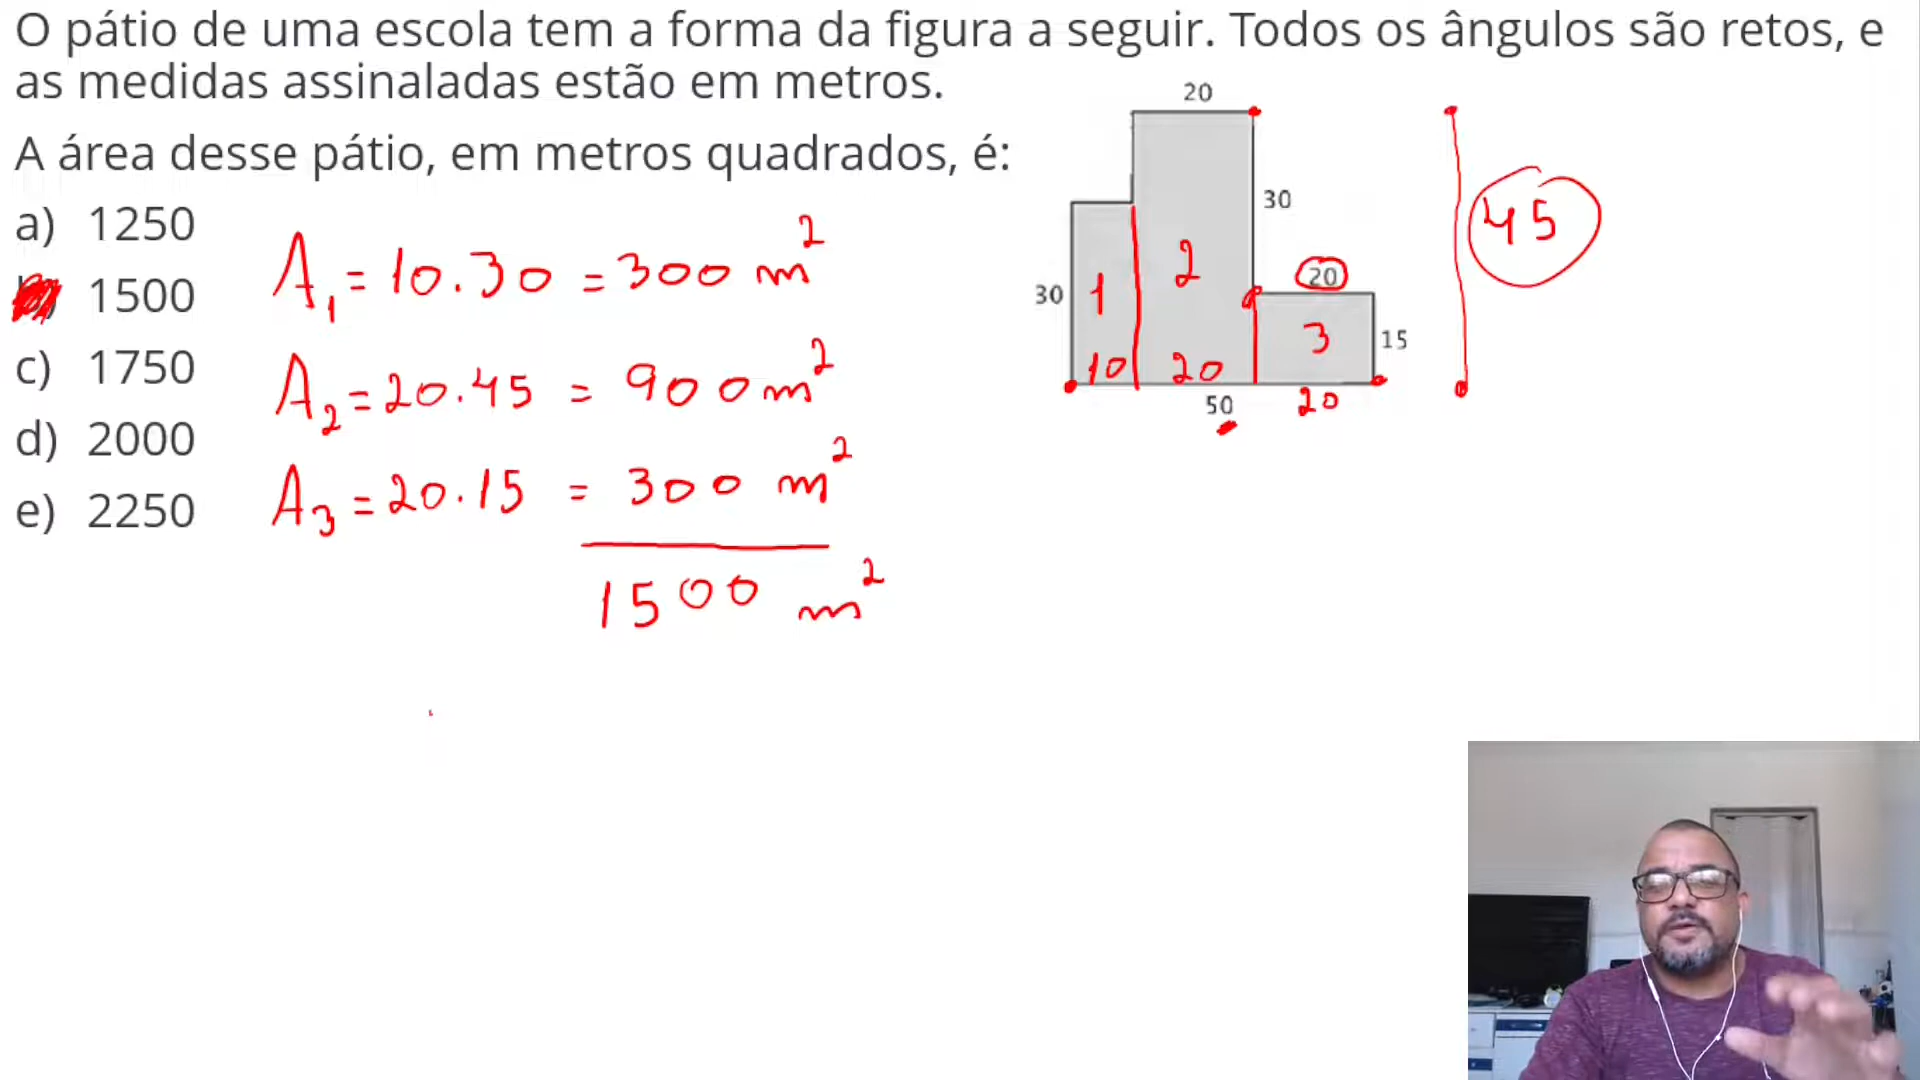 O pátio de uma escola tem a forma da figura a seguir. Todos os ângulos são retos, e
as medidas assinaladas estão em metros.
A área desse pátio, em metros quadrados, é:
a) 1250
1500
c) 1750
d) 2000
e) 2250
A₁ = 10.30 = 300 m²
A₂ = 20.45 = 900 m²
A₃ = 20.15 = 300 m²
1500 m²
20
30
20
30
15
50
1
2
3
10
20
20
45